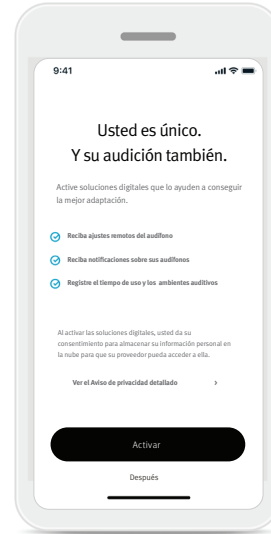 9:41
Usted es único.
Y su audición también.
Active soluciones digitales que lo ayuden a conseguir
la mejor adaptación.
Reciba ajustes remotos del audífono
Reciba notificaciones sobre sus audífonos
Registre el tiempo de uso y los ambientes auditivos
Al activar las soluciones digitales, usted da su
consentimiento para almacenar su información personal en
la nube para que su proveedor pueda acceder a ella.
Ver el Aviso de privacidad detallado
Activar
Después